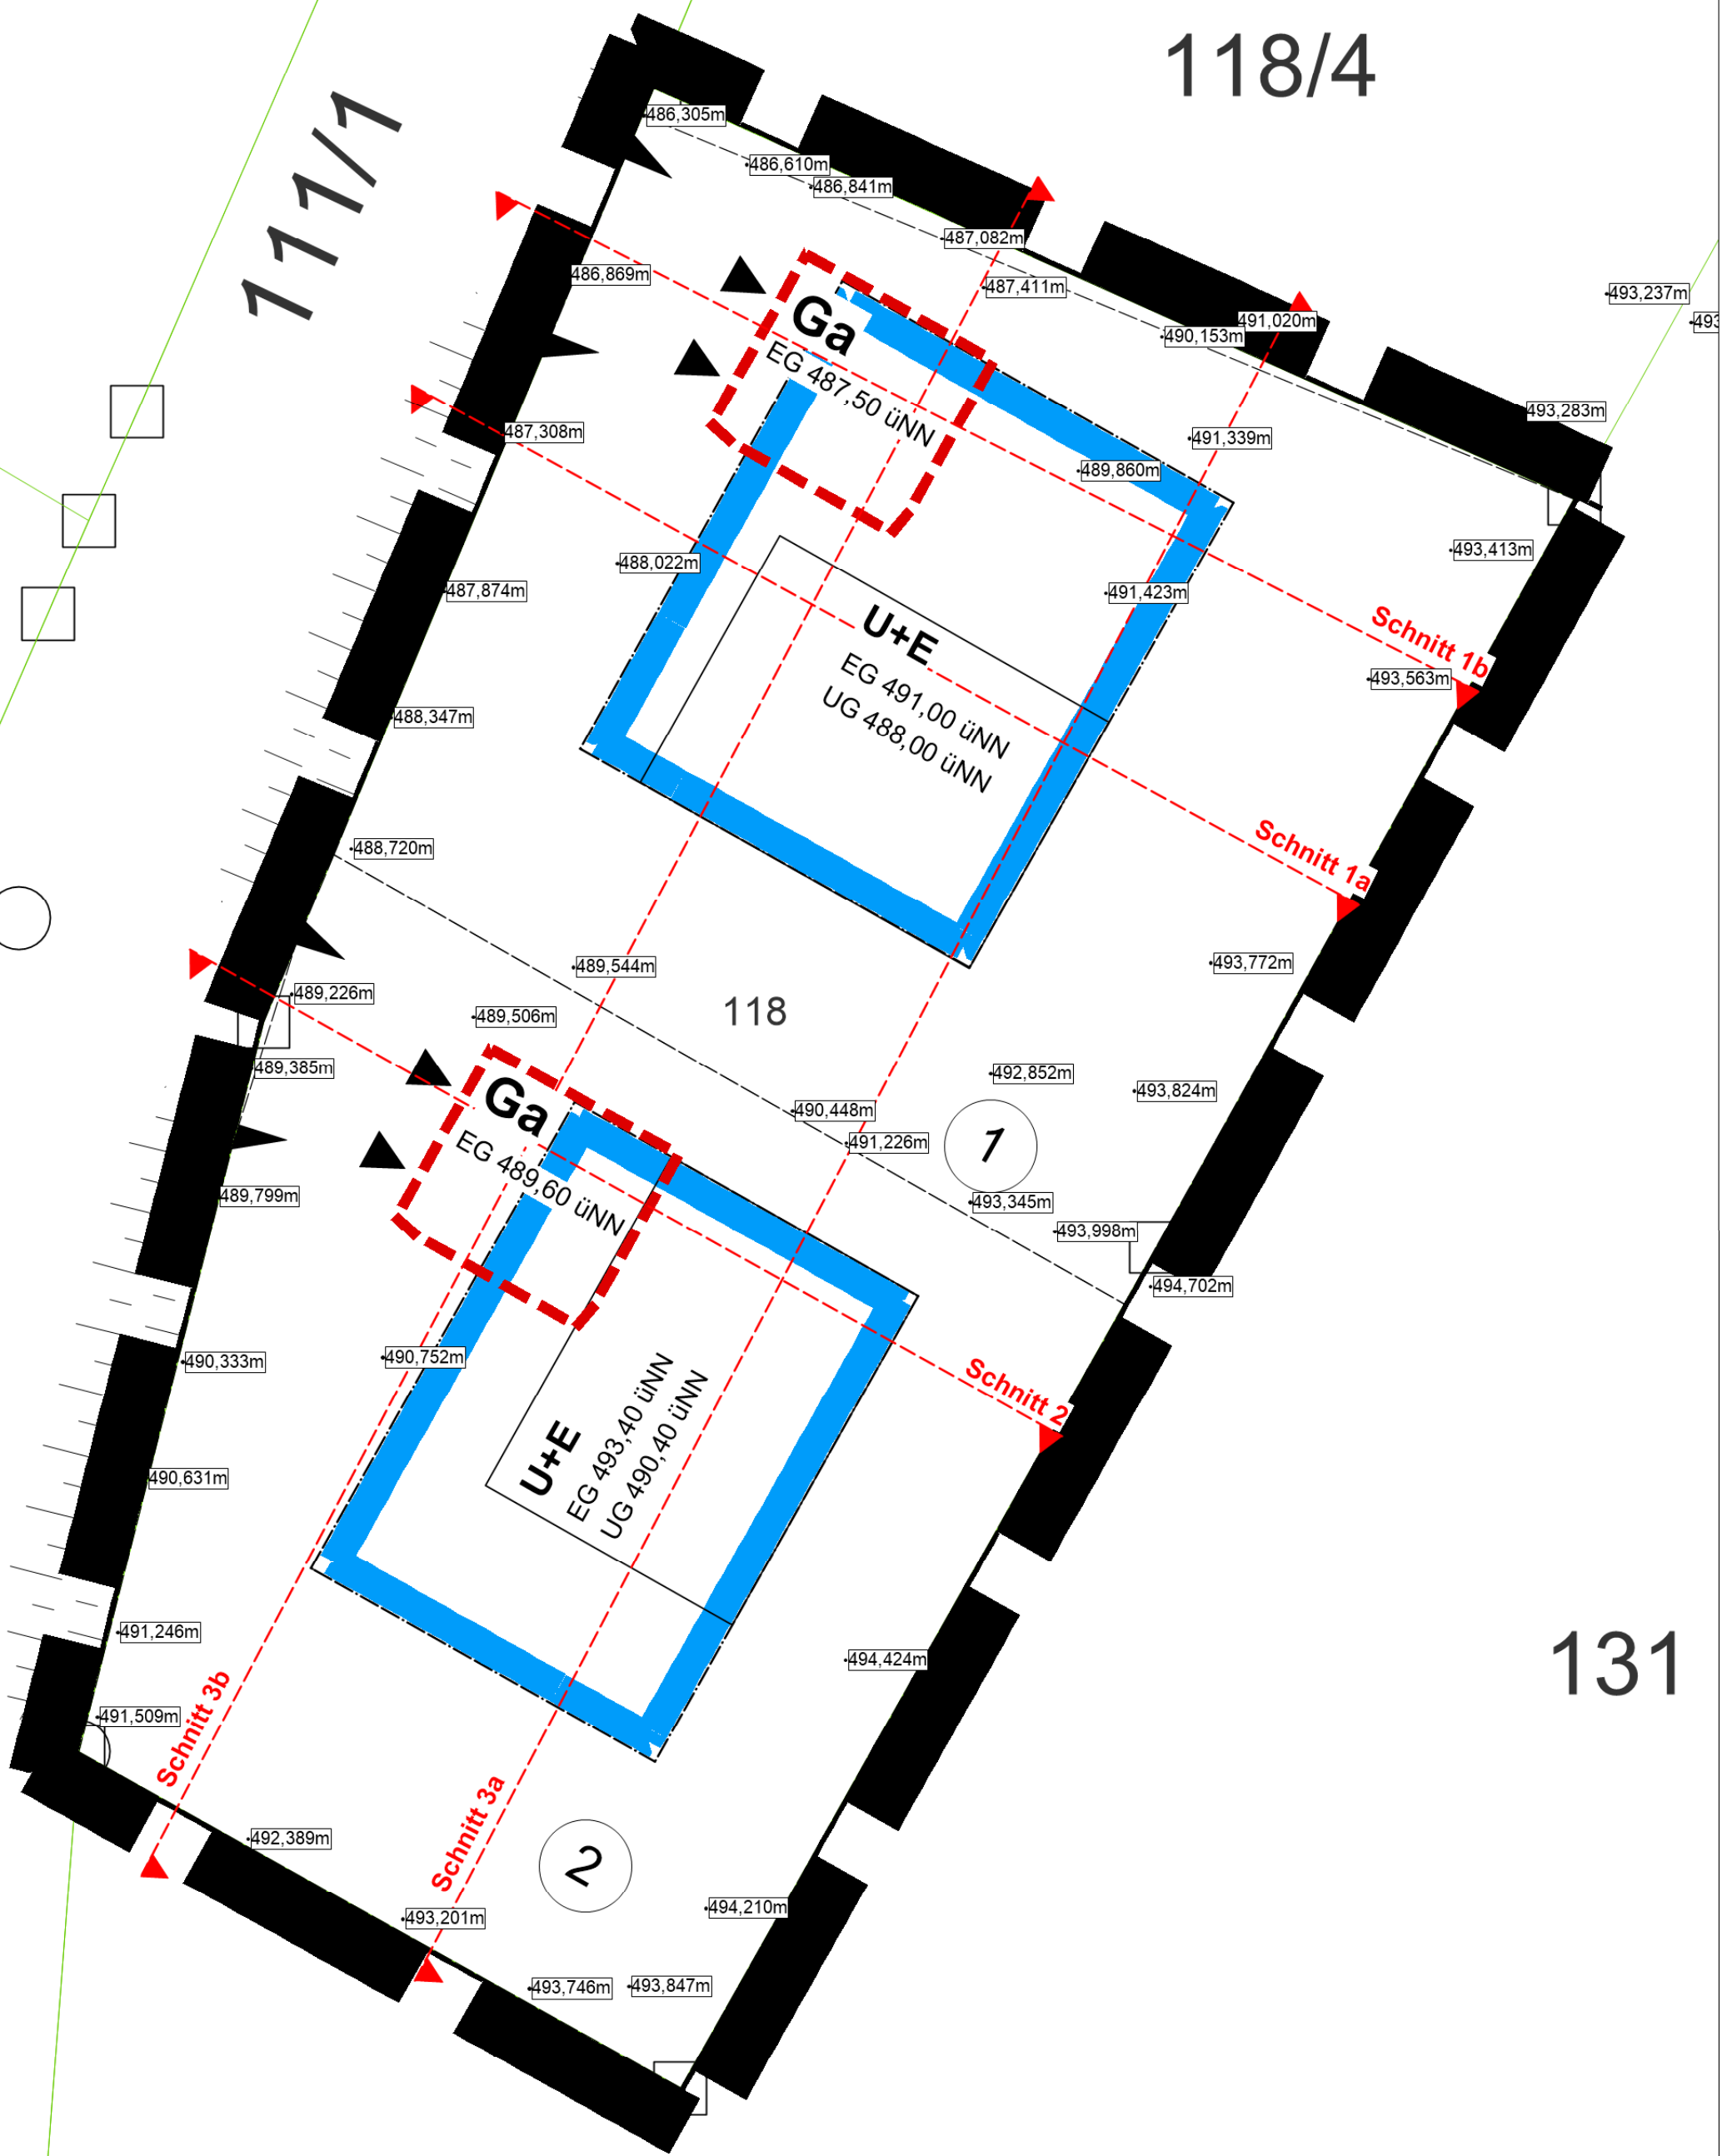 118/4
111/1
486,305m
486,610m
486,841m
487,082m
486,869m
487,411m
493,237m
491,020m
490,153m
Ga
EG 487,50 üNN
493,283m
487,308m
491,339m
489,860m
493,413m
488,022m
487,874m
491,423m
U+E
EG 491,00 üNN
UG 488,00 üNN
Schnitt 1b
493,563m
488,347m
488,720m
Schnitt 1a
489,544m
493,772m
489,226m
489,506m
118
489,385m
492,852m
493,824m
Ga
EG 489,60 üNN
490,448m
491,226m
1
489,799m
493,345m
493,998m
494,702m
490,333m
490,752m
Schnitt 2
U+E
EG 493,40 üNN
UG 490,40 üNN
490,631m
491,246m
494,424m
131
491,509m
Schnitt 3b
Schnitt 3a
492,389m
2
493,201m
494,210m
493,746m
493,847m